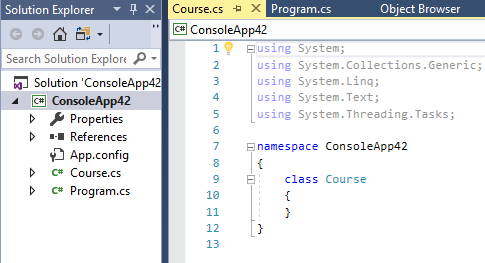 Solution Explorer
Search Solution Explorer
Solution 'ConsoleApp42
C# ConsoleApp42
Properties
References
App.config
C# Course.cs
C# Program.cs
Course.cs Program.cs Object Browser
C# ConsoleApp42
1 using System;
2 using System.Collections.Generic;
3 using System.Linq;
4 using System.Text;
5 using System.Threading.Tasks;
6
7 namespace ConsoleApp42
8 {
9 class Course
10 {
11 }
12 }
13